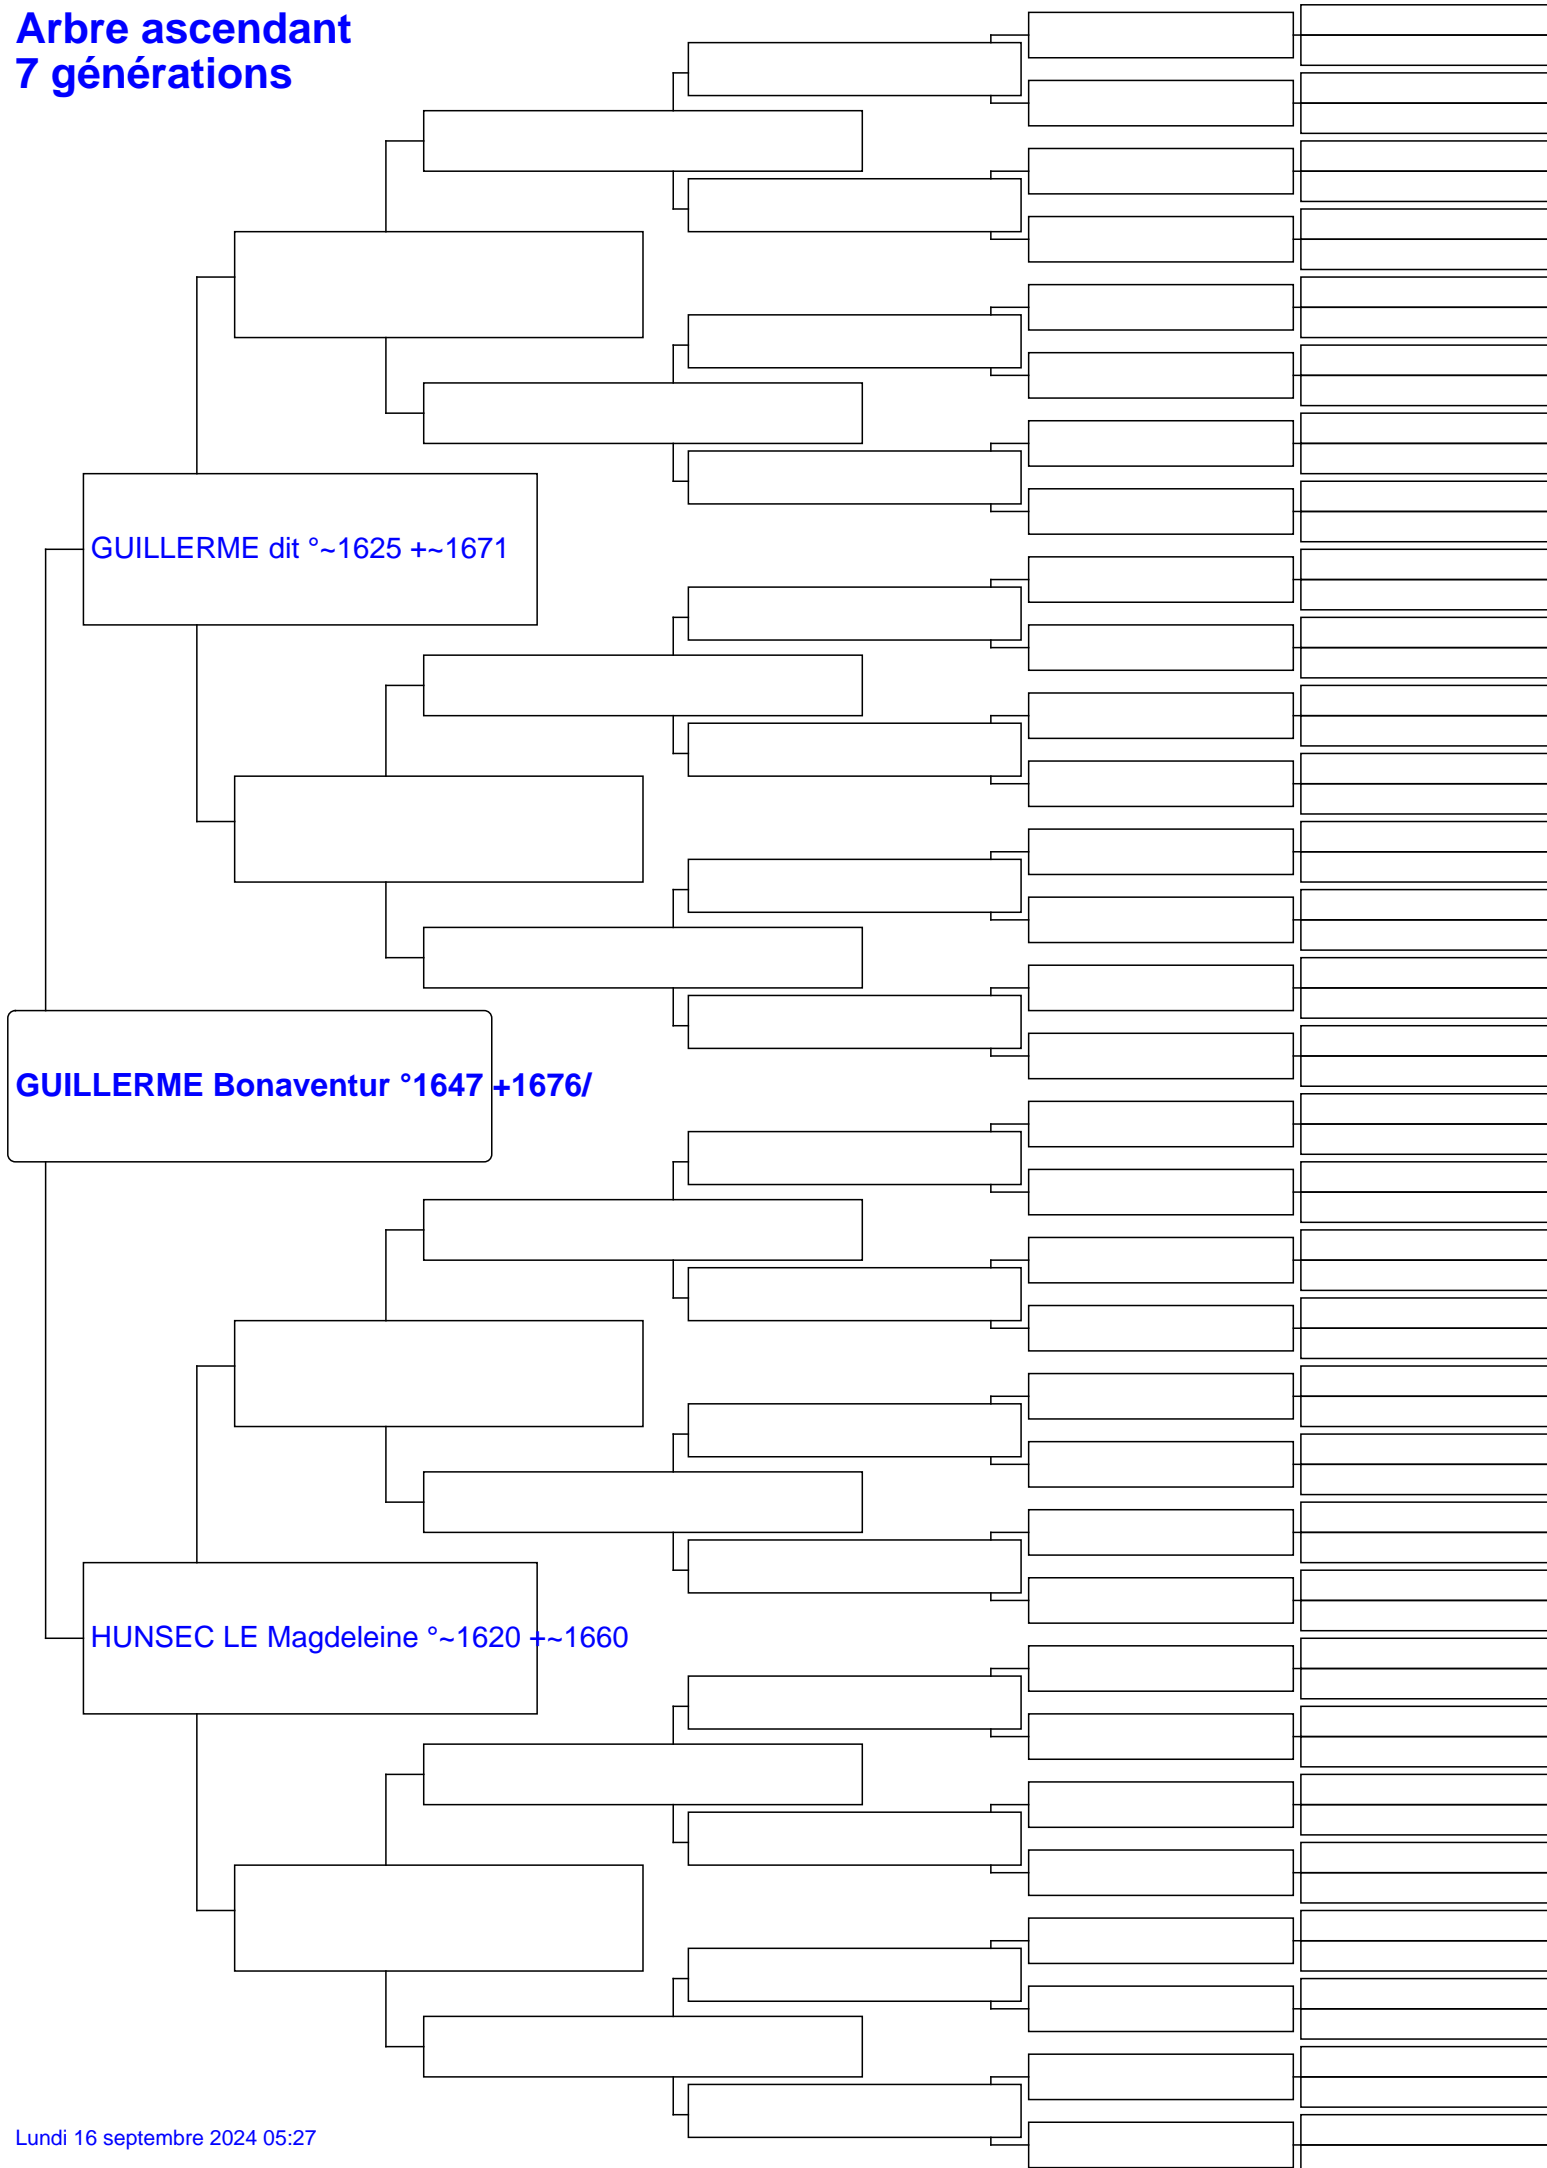 Arbre ascendant
7 générations
GUILLERME dit °~1625 +~1671
GUILLERME Bonaventur °1647 +1676/
HUNSEC LE Magdeleine °~1620 +~1660
Lundi 16 septembre 2024 05:27